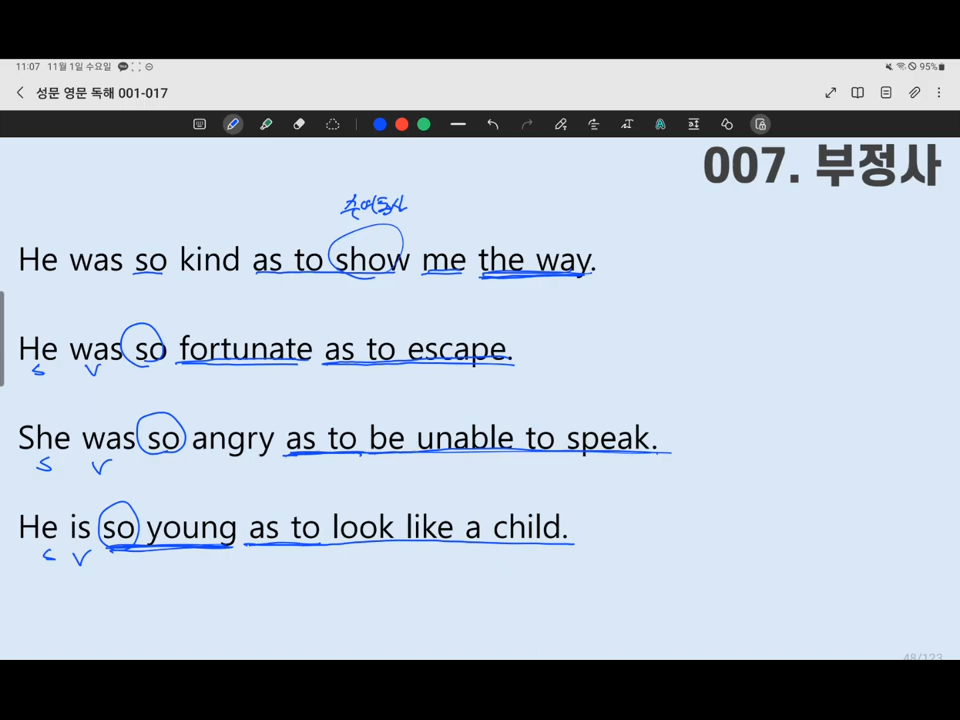 11:07 11월 1일 수요일
95%
성문 영문 독해 001-017
007. 부정사
수여동사
He was so kind as to show me the way.
He was so fortunate as to escape.
S V
She was so angry as to be unable to speak.
S V
He is so young as to look like a child.
S V
48/123